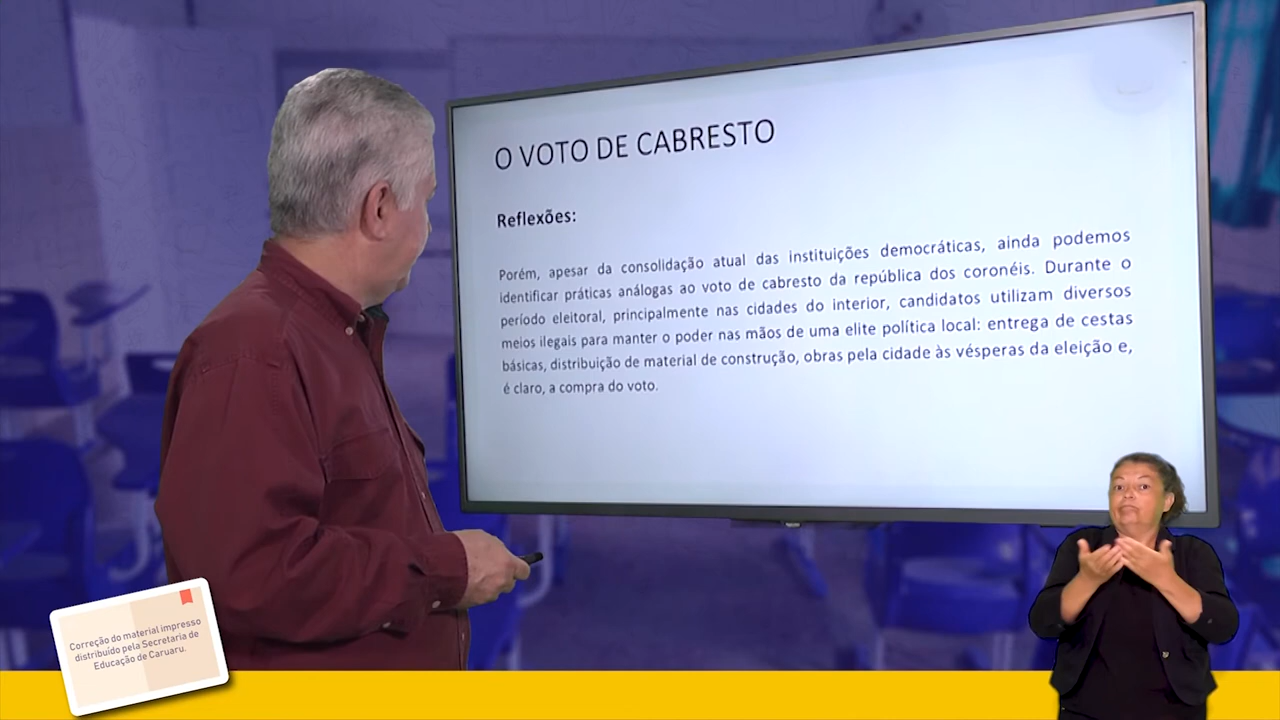 O VOTO DE CABRESTO
Reflexões:
Porém, apesar da consolidação atual das instituições democráticas, ainda podemos
identificar práticas análogas ao voto de cabresto da república dos coronéis. Durante o
período eleitoral, principalmente nas cidades do interior, candidatos utilizam diversos
meios ilegais para manter o poder nas mãos de uma elite política local: entrega de cestas
básicas, distribuição de material de construção, obras pela cidade às vésperas da eleição e,
é claro, a compra do voto.
Correção do material impresso
distribuído pela Secretaria de
Educação de Caruaru.